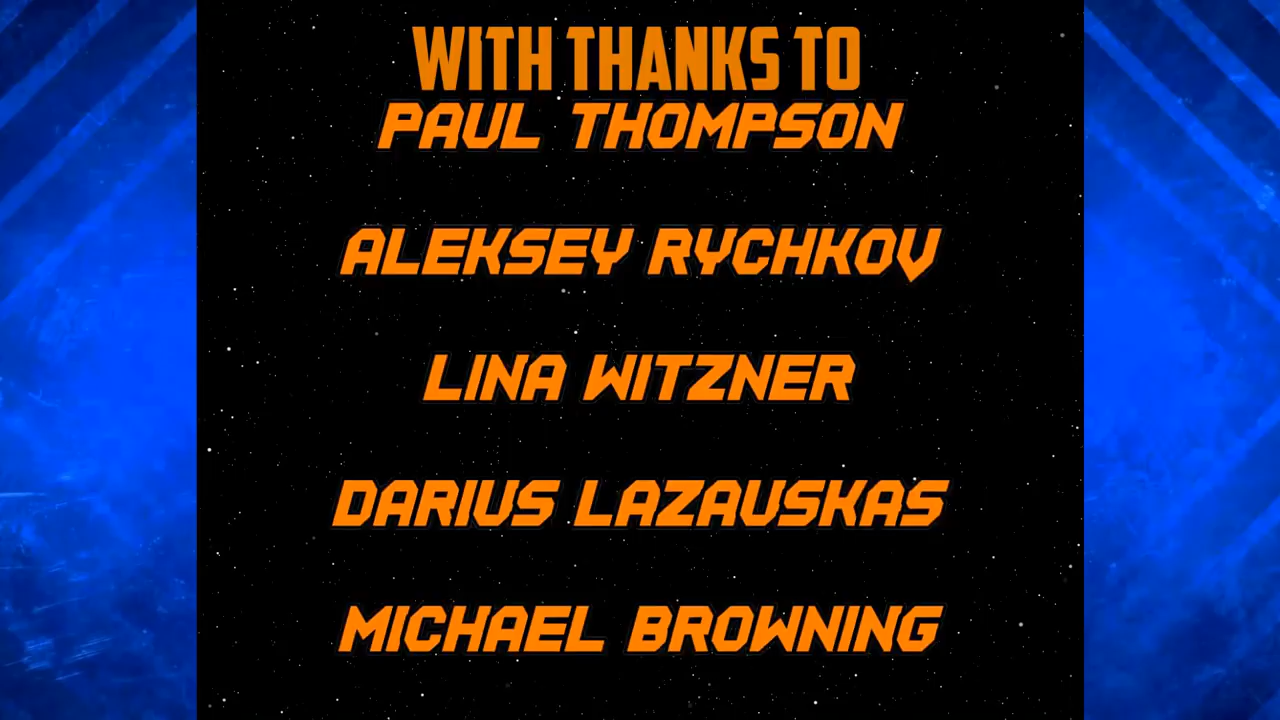 WITH THANKS TO
PAUL THOMPSON
ALEKSEY RYCHKOV
LINA WITZNER
DARIUS LAZAUSKAS
MICHAEL BROWNING